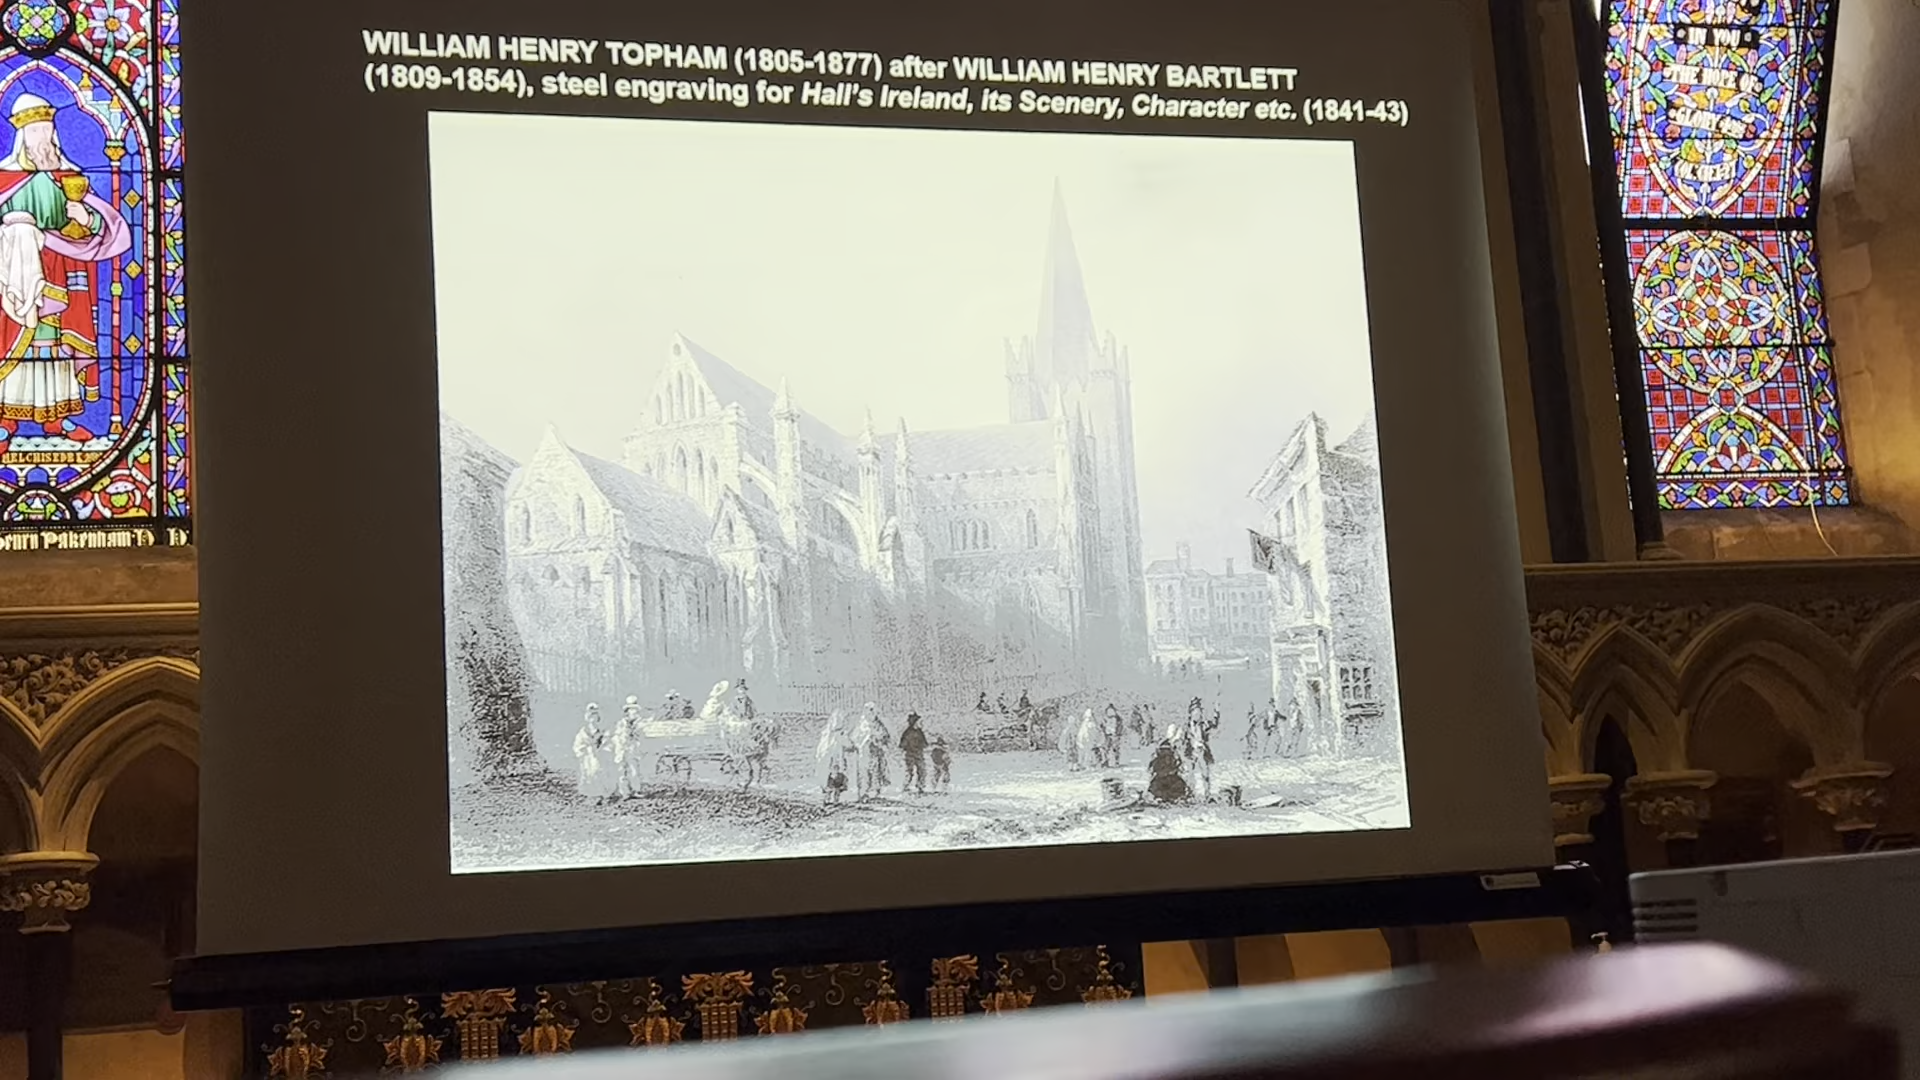 WILLIAM HENRY TOPHAM (1805-1877) after WILLIAM HENRY BARTLETT
(1809-1854), steel engraving for Hall's Ireland, its Scenery, Character etc. (1841-43)
IN YOU
THE HOPE OF
GLORY
MELCHISEDEK
Henry Pakenham D D